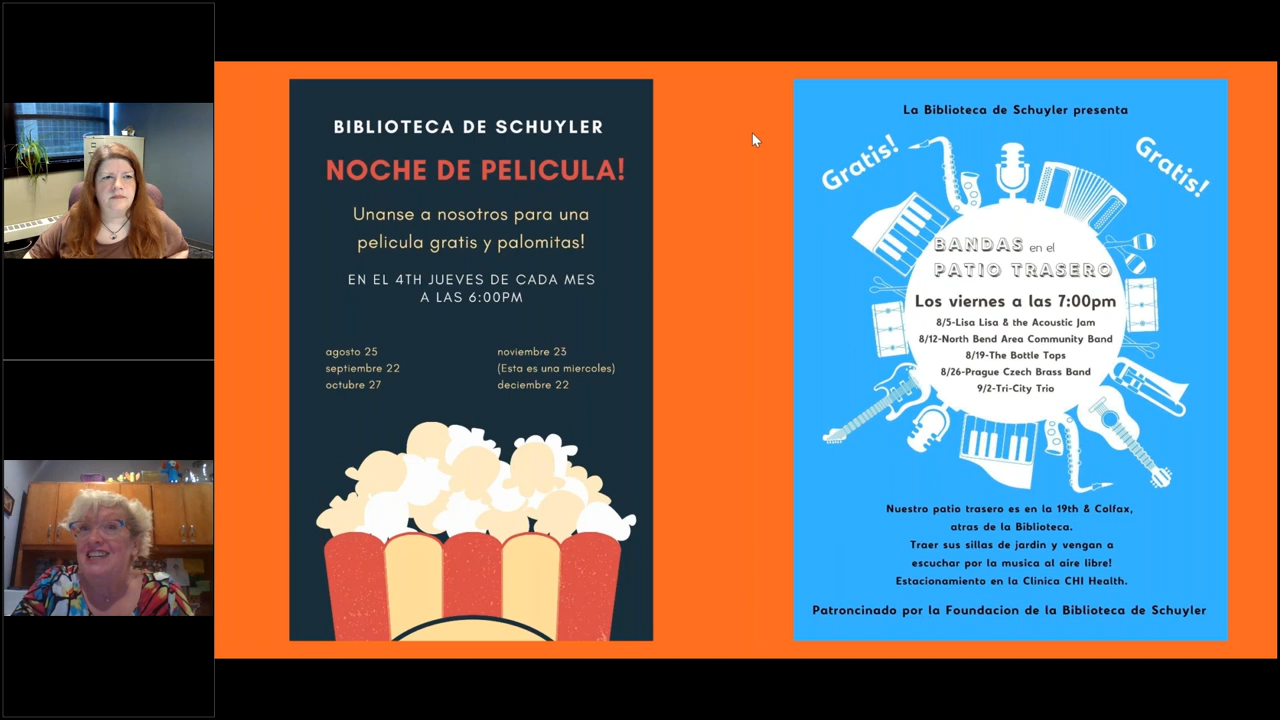 BIBLIOTECA DE SCHUYLER
NOCHE DE PELICULA!
Unanse a nosotros para una
pelicula gratis y palomitas!
EN EL 4TH JUEVES DE CADA MES
A LAS 6:00PM
agosto 25
septiembre 22
octubre 27
noviembre 23
(Esta es una miercoles)
deciembre 22
La Biblioteca de Schuyler presenta
Gratis!
Gratis!
BANDAS en el
PATIO TRASERO
Los viernes a las 7:00pm
8/5-Lisa Lisa & the Acoustic Jam
8/12-North Bend Area Community Band
8/19-The Bottle Tops
8/26-Prague Czech Brass Band
9/2-Tri-City Trio
Nuestro patio trasero es en la 19th & Colfax,
atras de la Biblioteca.
Traer sus sillas de jardin y vengan a
escuchar por la musica al aire libre!
Estacionamiento en la Clinica CHI Health.
Patroncinado por la Foundacion de la Biblioteca de Schuyler